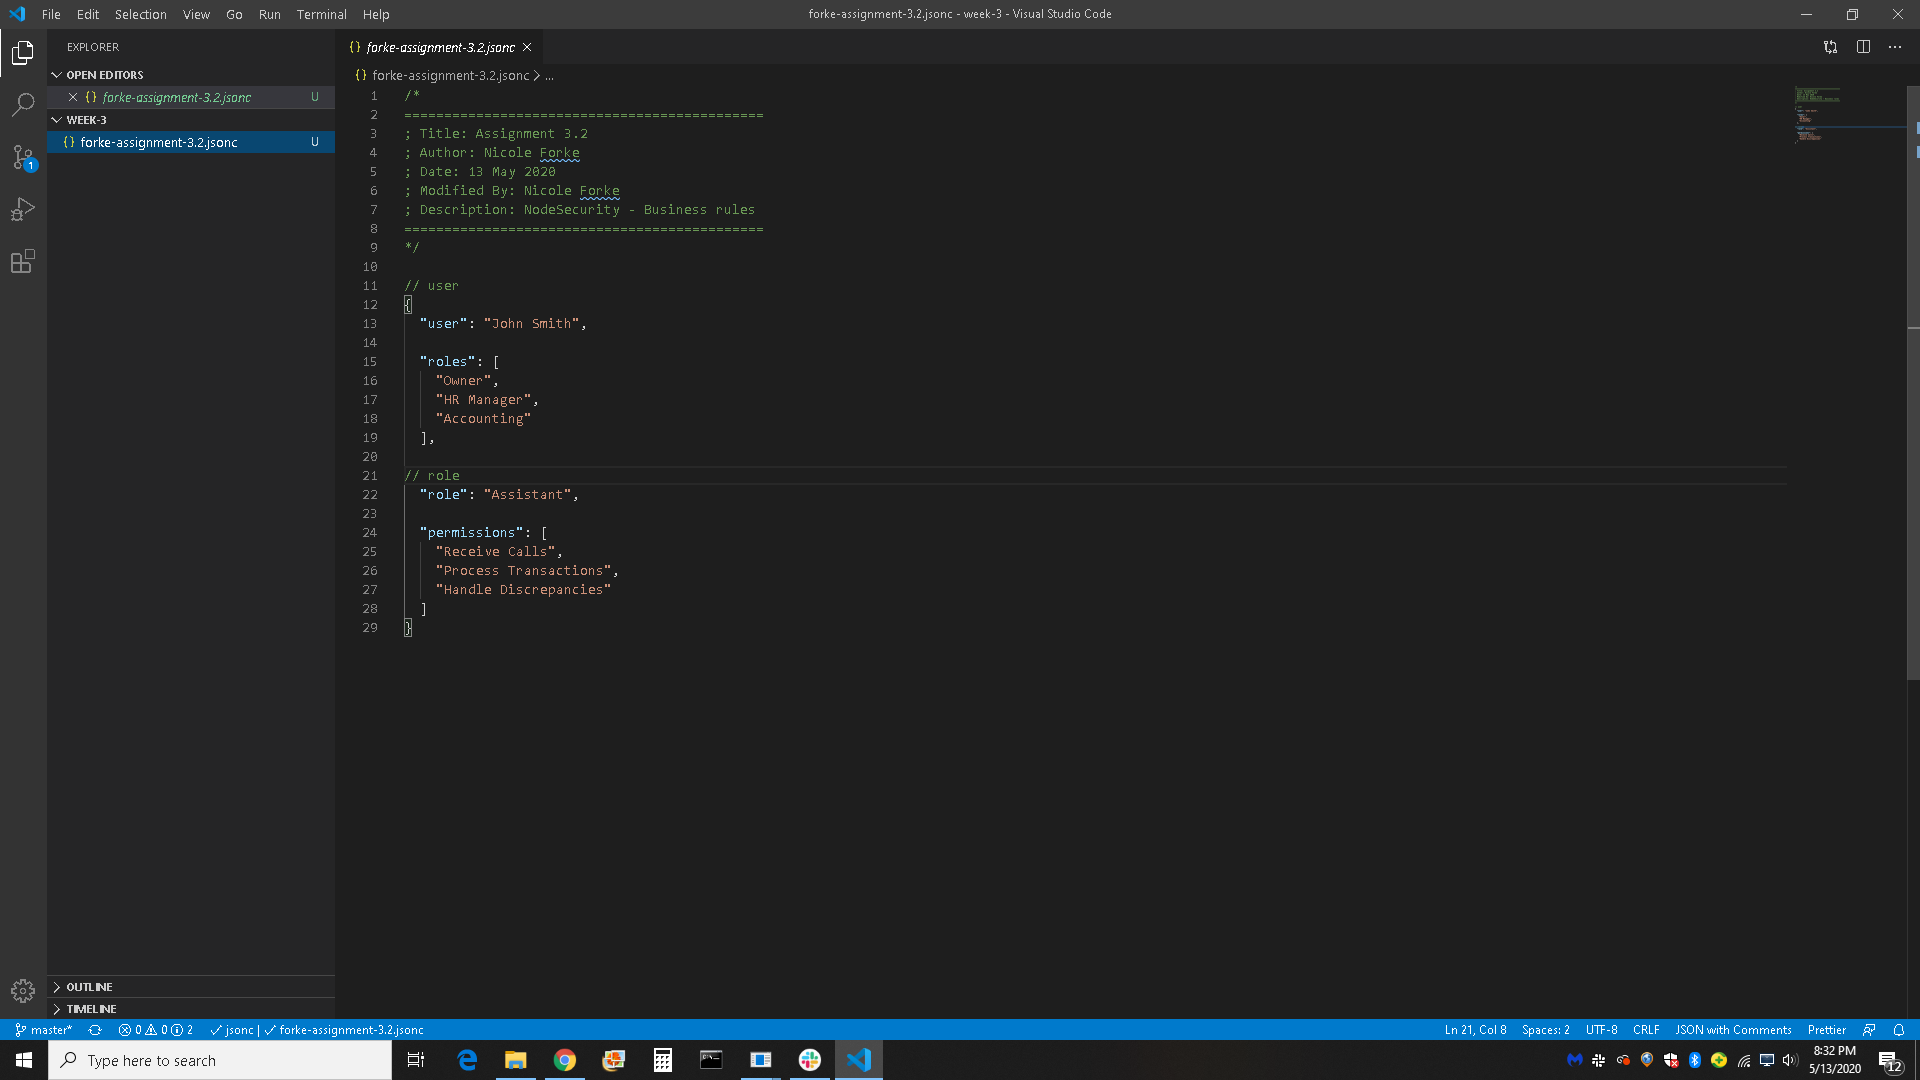 File Edit Selection View Go Run Terminal Help
forke-assignment-3.2.jsonc - week-3 - Visual Studio Code
EXPLORER
OPEN EDITORS
{} forke-assignment-3.2.jsonc U
WEEK-3
{} forke-assignment-3.2.jsonc U
1
OUTLINE
TIMELINE
{} forke-assignment-3.2.jsonc
{} forke-assignment-3.2.jsonc > ...
1 /*
2 =============================================
3 ; Title: Assignment 3.2
4 ; Author: Nicole Forke
5 ; Date: 13 May 2020
6 ; Modified By: Nicole Forke
7 ; Description: NodeSecurity - Business rules
8 =============================================
9 */
10
11 // user
12 {
13 "user": "John Smith",
14
15 "roles": [
16 "Owner",
17 "HR Manager",
18 "Accounting"
19 ],
20
21 // role
22 "role": "Assistant",
23
24 "permissions": [
25 "Receive Calls",
26 "Process Transactions",
27 "Handle Discrepancies"
28 ]
29 }
master* 0 0 2 jsonc | forke-assignment-3.2.jsonc
Ln 21, Col 8 Spaces: 2 UTF-8 CRLF JSON with Comments Prettier
Type here to search
8:32 PM
5/13/2020
12